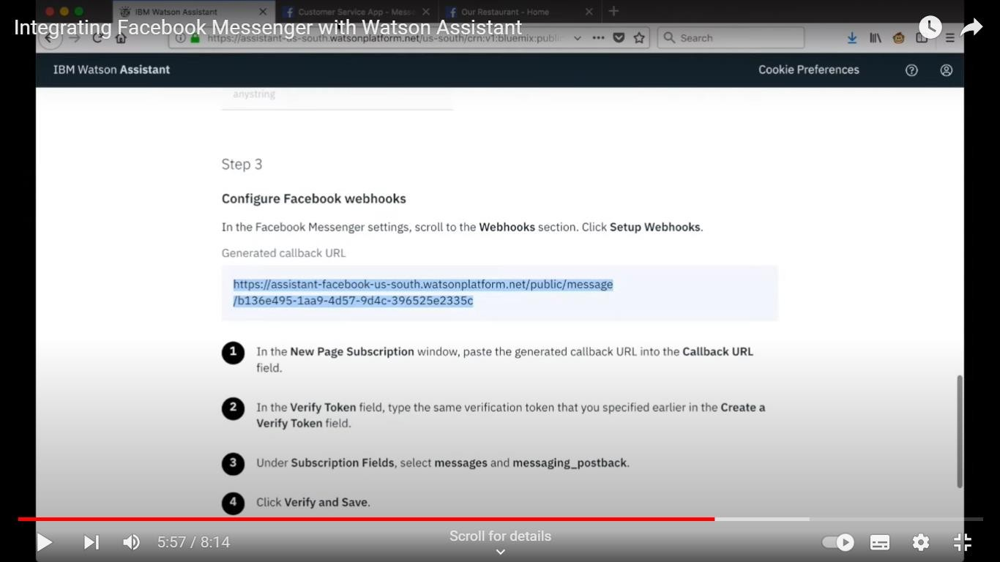 IBM Watson Assistant
Customer Service App - Messe
Our Restaurant - Home
Integrating Facebook Messenger with Watson Assistant
https://assistant-us-south.watsonplatform.net/us-south/crn:v1:bluemix:public
Search
IBM Watson Assistant
Cookie Preferences
anystring
Step 3
Configure Facebook webhooks
In the Facebook Messenger settings, scroll to the Webhooks section. Click Setup Webhooks.
Generated callback URL
https://assistant-facebook-us-south.watsonplatform.net/public/message
/b136e495-1aa9-4d57-9d4c-396525e2335c
1 In the New Page Subscription window, paste the generated callback URL into the Callback URL
field.
2 In the Verify Token field, type the same verification token that you specified earlier in the Create a
Verify Token field.
3 Under Subscription Fields, select messages and messaging_postback.
4 Click Verify and Save.
5:57 / 8:14
Scroll for details